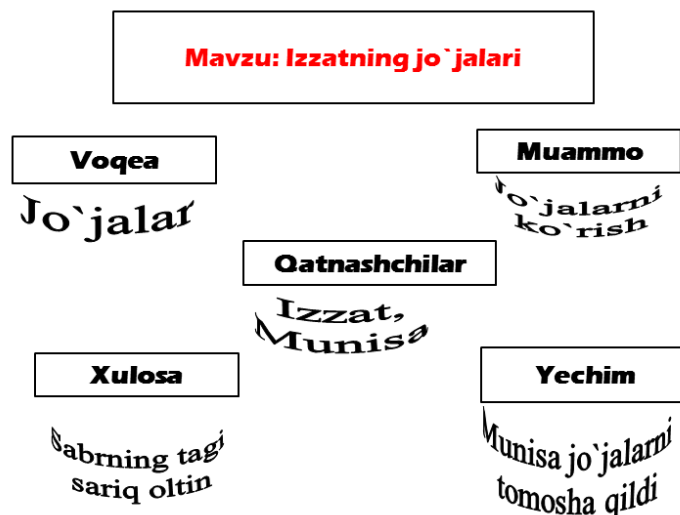 Mavzu: Izzatning jo`jalari
Voqea
Jo`jalar
Muammo
Jo`jalarni
ko`rish
Qatnashchilar
Izzat,
Munisa
Xulosa
Sabrning tagi
sariq oltin
Yechim
Munisa jo`jalarni
tomosha qildi